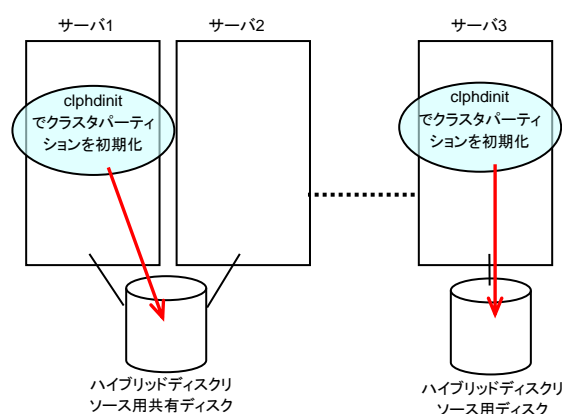 サーバ1
サーバ2
サーバ3
clphdinit
でクラスタパーティ
ションを初期化
clphdinit
でクラスタパーティ
ションを初期化
ハイブリッドディスクリ
ソース用共有ディスク
ハイブリッドディスクリ
ソース用ディスク